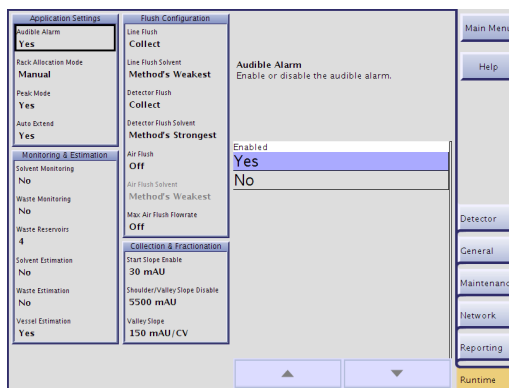 Application Settings
Audible Alarm
Yes
Rack Allocation Mode
Manual
Peak Mode
Yes
Auto Extend
Yes
Monitoring & Estimation
Solvent Monitoring
No
Waste Monitoring
No
Waste Reservoirs
4
Solvent Estimation
No
Waste Estimation
No
Vessel Estimation
Yes
Flush Configuration
Line Flush
Collect
Line Flush Solvent
Method's Weakest
Detector Flush
Collect
Detector Flush Solvent
Method's Strongest
Air Flush
Off
Air Flush Solvent
Method's Weakest
Max Air Flush Flowrate
Off
Collection & Fractionation
Start Slope Enable
30 mAU
Shoulder/Valley Slope Disable
5500 mAU
Valley Slope
150 mAU/CV
Audible Alarm
Enable or disable the audible alarm.
Enabled
Yes
No
Main Menu
Help
Detector
General
Maintenanc
Network
Reporting
Runtime